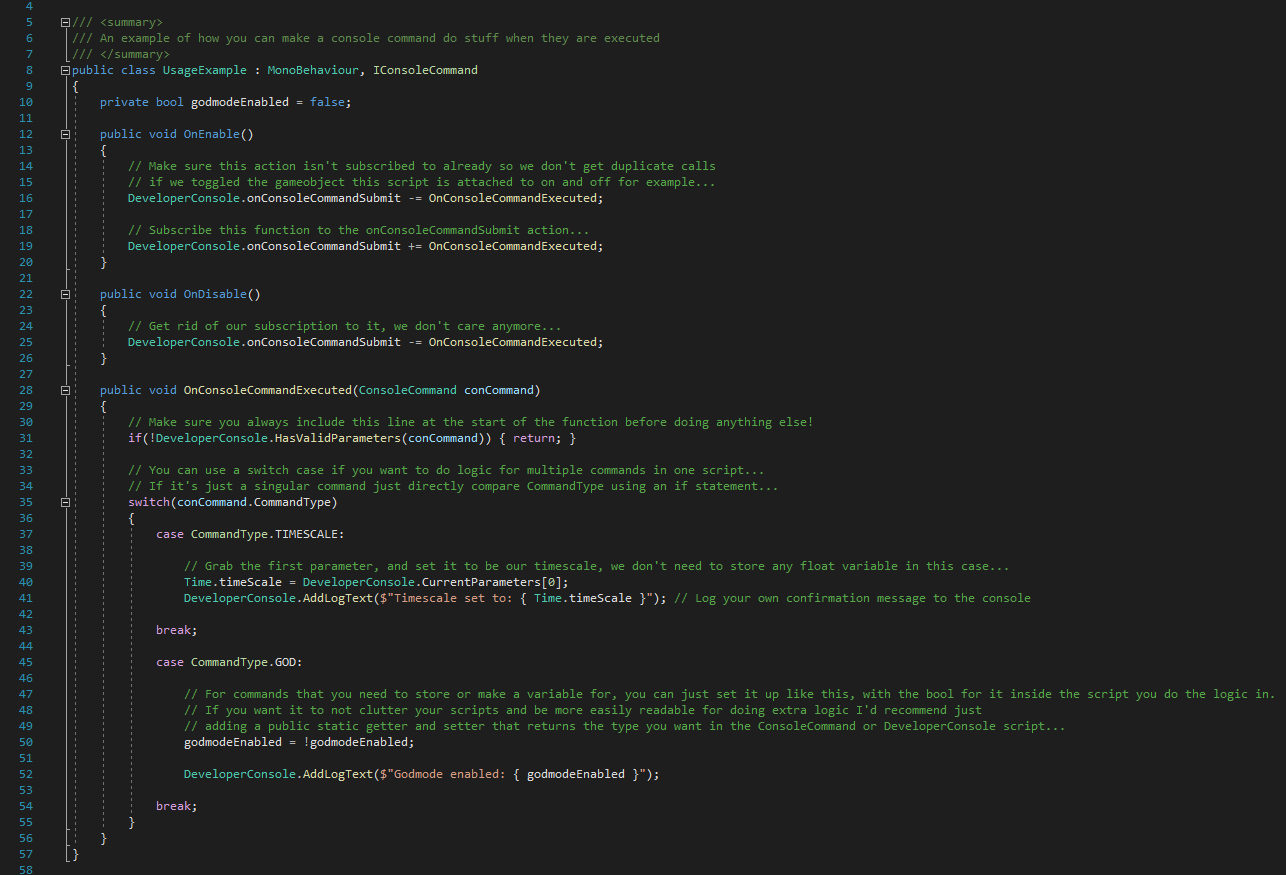 4
5 /// <summary>
6 /// An example of how you can make a console command do stuff when they are executed
7 /// </summary>
8 public class UsageExample : MonoBehaviour, IConsoleCommand
9 {
10     private bool godmodeEnabled = false;
11
12     public void OnEnable()
13     {
14         // Make sure this action isn't subscribed to already so we don't get duplicate calls
15         // if we toggled the gameobject this script is attached to on and off for example...
16         DeveloperConsole.onConsoleCommandSubmit -= OnConsoleCommandExecuted;
17
18         // Subscribe this function to the onConsoleCommandSubmit action...
19         DeveloperConsole.onConsoleCommandSubmit += OnConsoleCommandExecuted;
20     }
21
22     public void OnDisable()
23     {
24         // Get rid of our subscription to it, we don't care anymore...
25         DeveloperConsole.onConsoleCommandSubmit -= OnConsoleCommandExecuted;
26     }
27
28     public void OnConsoleCommandExecuted(ConsoleCommand conCommand)
29     {
30         // Make sure you always include this line at the start of the function before doing anything else!
31         if(!DeveloperConsole.HasValidParameters(conCommand)) { return; }
32
33         // You can use a switch case if you want to do logic for multiple commands in one script...
34         // If it's just a singular command just directly compare CommandType using an if statement...
35         switch(conCommand.CommandType)
36         {
37             case CommandType.TIMESCALE:
38
39                 // Grab the first parameter, and set it to be our timescale, we don't need to store any float variable in this case...
40                 Time.timeScale = DeveloperConsole.CurrentParameters[0];
41                 DeveloperConsole.AddLogText($"Timescale set to: { Time.timeScale }"); // Log your own confirmation message to the console
42
43             break;
44
45             case CommandType.GOD:
46
47                 // For commands that you need to store or make a variable for, you can just set it up like this, with the bool for it inside the script you do the logic in.
48                 // If you want it to not clutter your scripts and be more easily readable for doing extra logic I'd recommend just
49                 // adding a public static getter and setter that returns the type you want in the ConsoleCommand or DeveloperConsole script...
50                 godmodeEnabled = !godmodeEnabled;
51
52                 DeveloperConsole.AddLogText($"Godmode enabled: { godmodeEnabled }");
53
54             break;
55         }
56     }
57 }
58